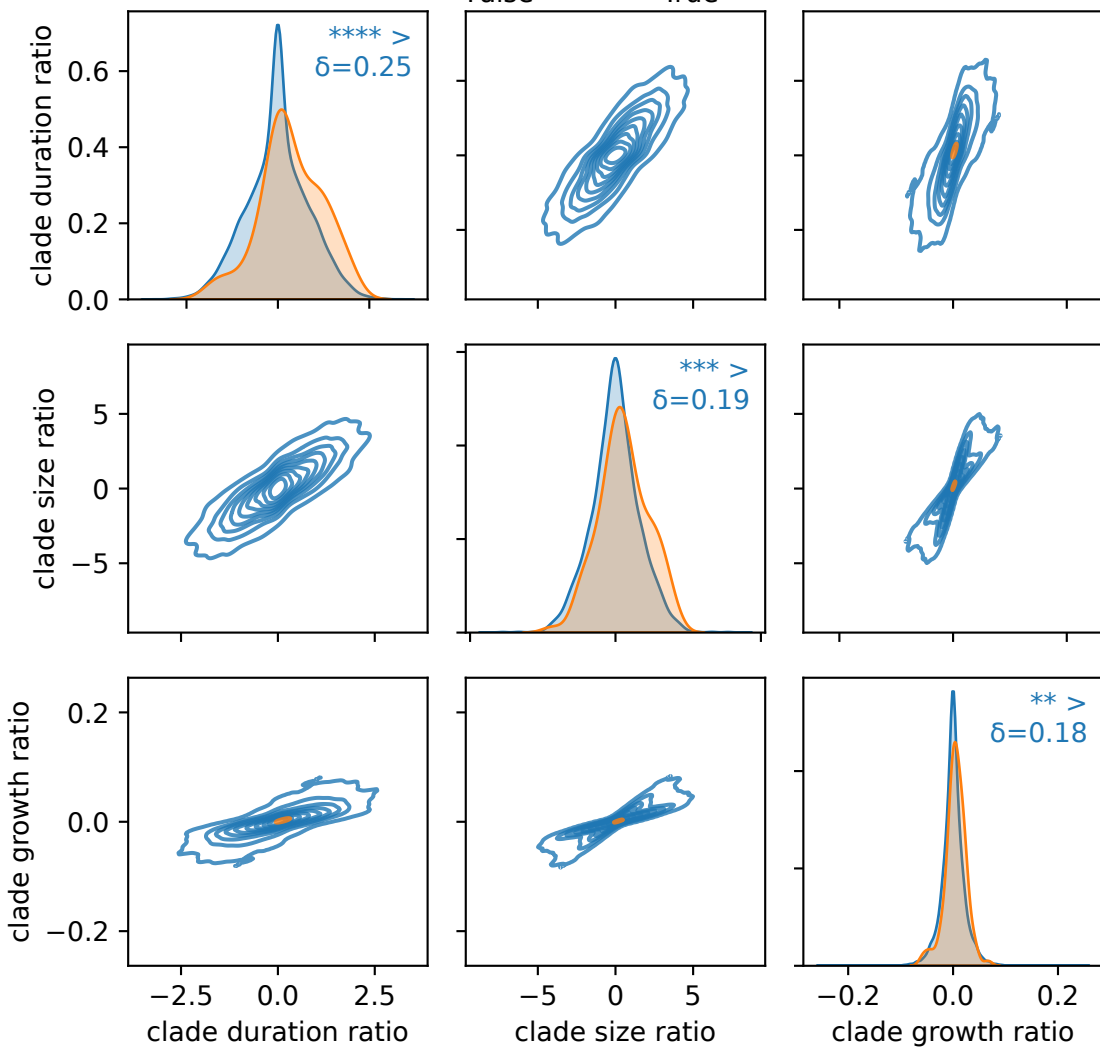 clade duration ratio
0.6
0.4
0.2
0.0
**** >
δ=0.25
clade size ratio
5
0
−5
*** >
δ=0.19
clade growth ratio
0.2
0.0
−0.2
** >
δ=0.18
−2.5 0.0 2.5
−5 0 5
−0.2 0.0 0.2
clade duration ratio
clade size ratio
clade growth ratio